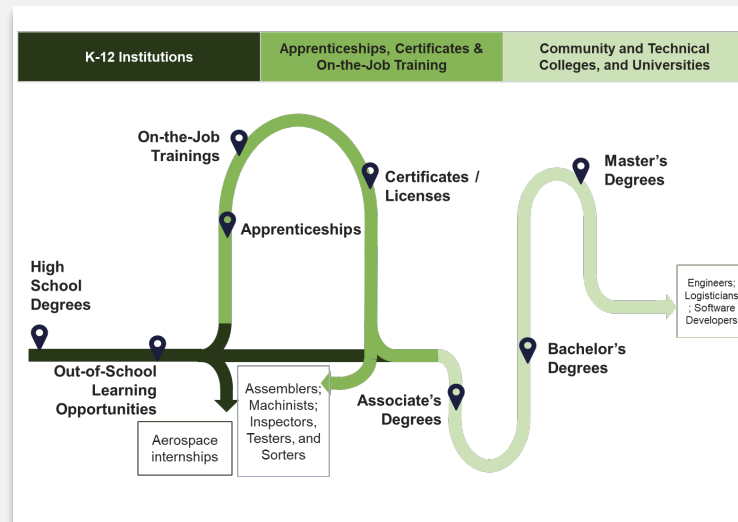 K-12 Institutions
Apprenticeships, Certificates &
On-the-Job Training
Community and Technical
Colleges, and Universities
On-the-Job
Trainings
Certificates /
Licenses
Master's
Degrees
Apprenticeships
High
School
Degrees
Engineers;
Logisticians
; Software
Developers
Out-of-School
Learning
Opportunities
Bachelor's
Degrees
Assemblers;
Machinists;
Inspectors,
Testers, and
Sorters
Associate's
Degrees
Aerospace
internships